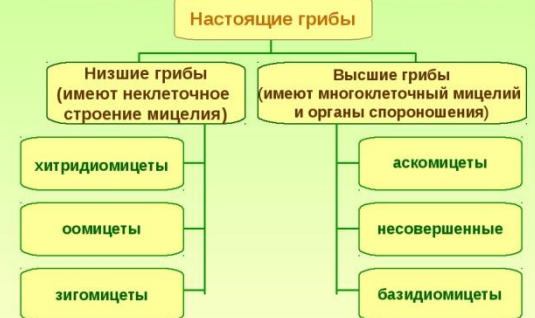 Настоящие грибы
Низшие грибы
(имеют неклеточное
строение мицелия)
Высшие грибы
(имеют многоклеточный мицелий
и органы спороношения)
хитридиомицеты
оомицеты
зигомицеты
аскомицеты
несовершенные
базидиомицеты